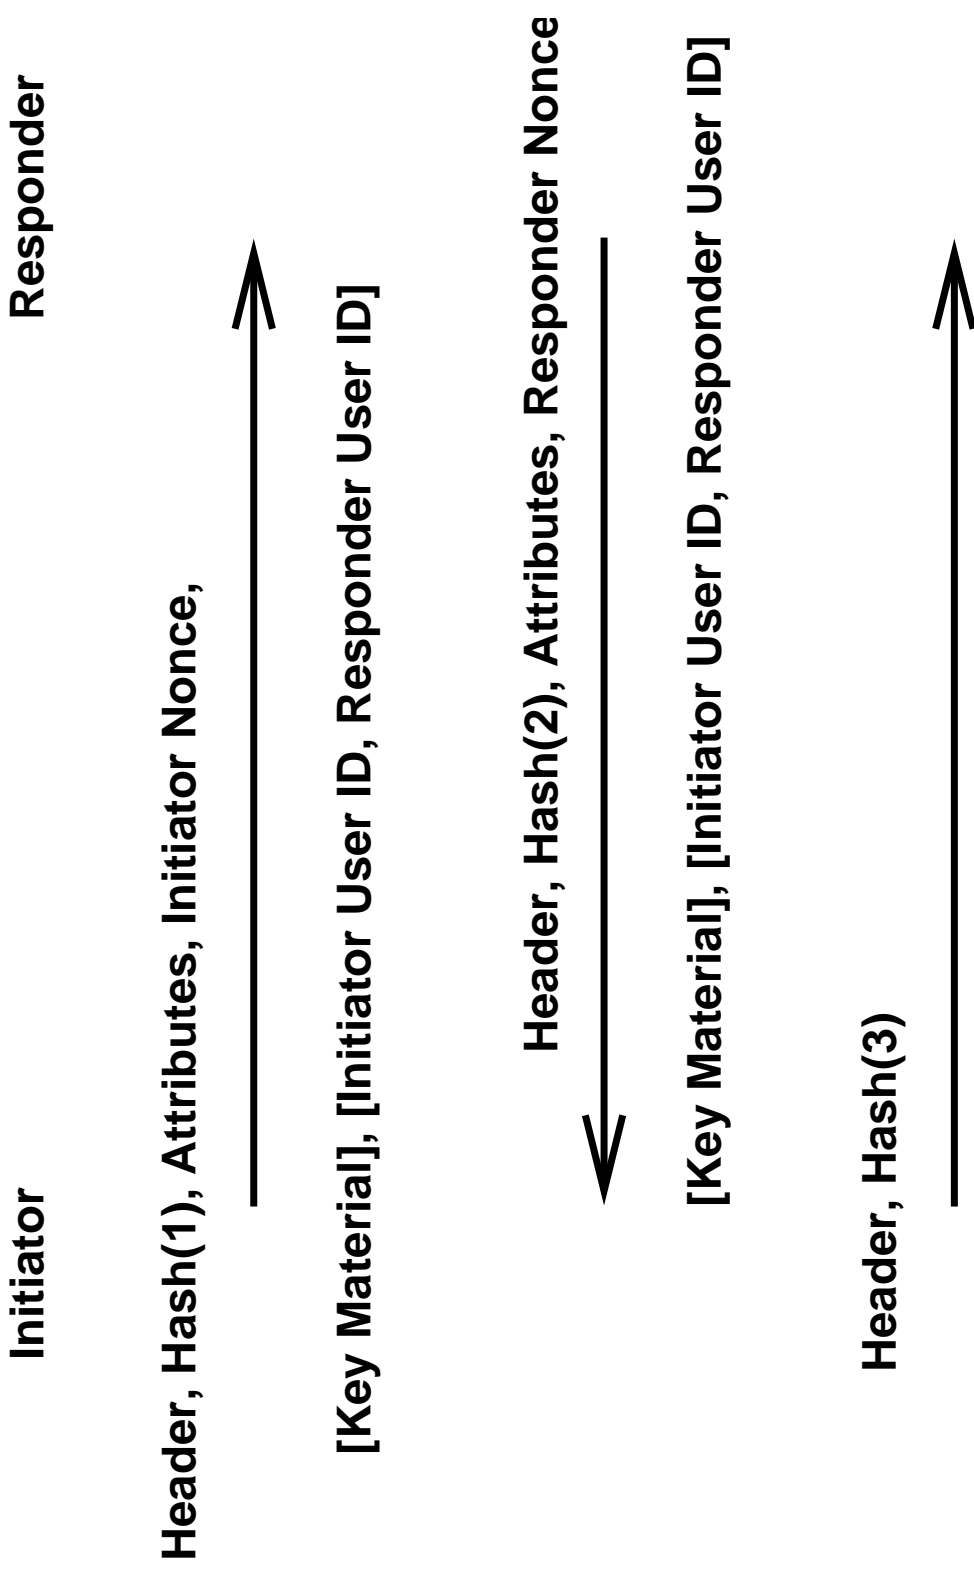 Initiator
Responder
Header, Hash(1), Attributes, Initiator Nonce,
[Key Material], [Initiator User ID, Responder User ID]
Header, Hash(2), Attributes, Responder Nonce
[Key Material], [Initiator User ID, Responder User ID]
Header, Hash(3)